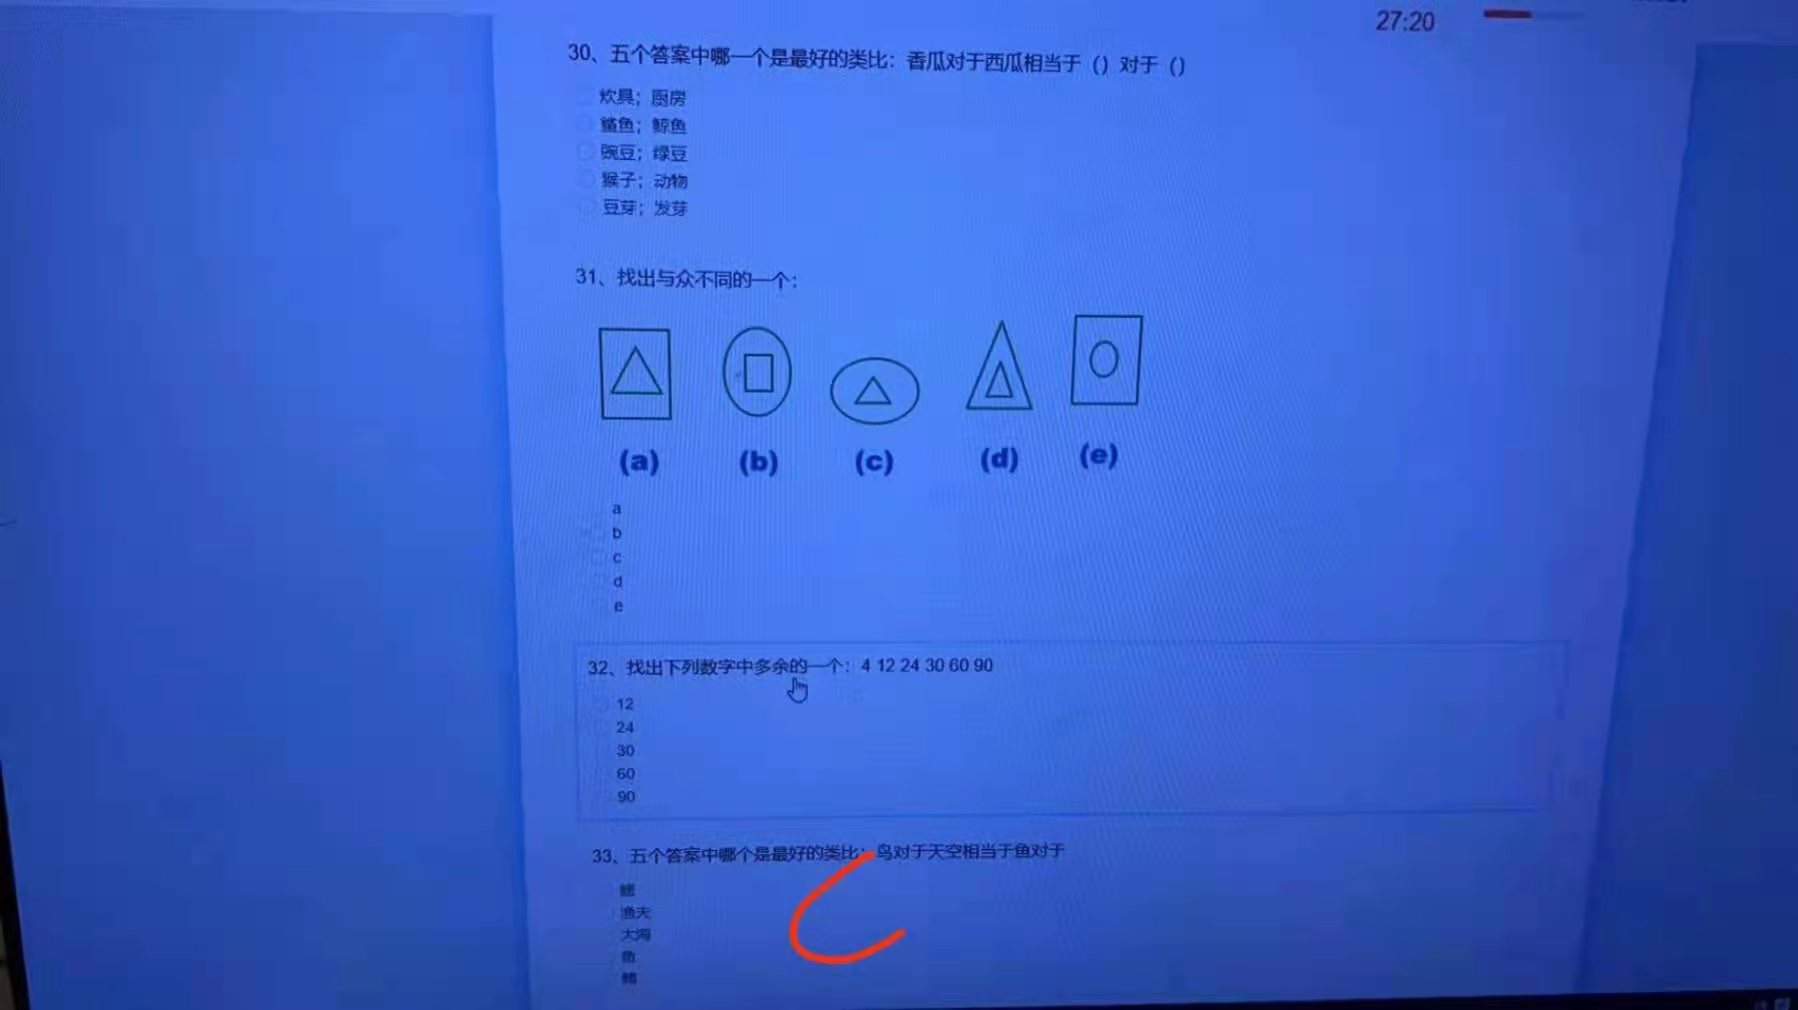 27:20
30、五个答案中哪一个是最好的类比：香瓜对于西瓜相当于（）对于（）
炊具；厨房
鲨鱼；鲸鱼
豌豆；绿豆
猴子；动物
豆芽；发芽
31、找出与众不同的一个：
(a) (b) (c) (d) (e)
a
b
c
d
e
32、找出下列数字中多余的一个：4 12 24 30 60 90
12
24
30
60
90
33、五个答案中哪个是最好的类比：鸟对于天空相当于鱼对于
渔夫
大海
鱼